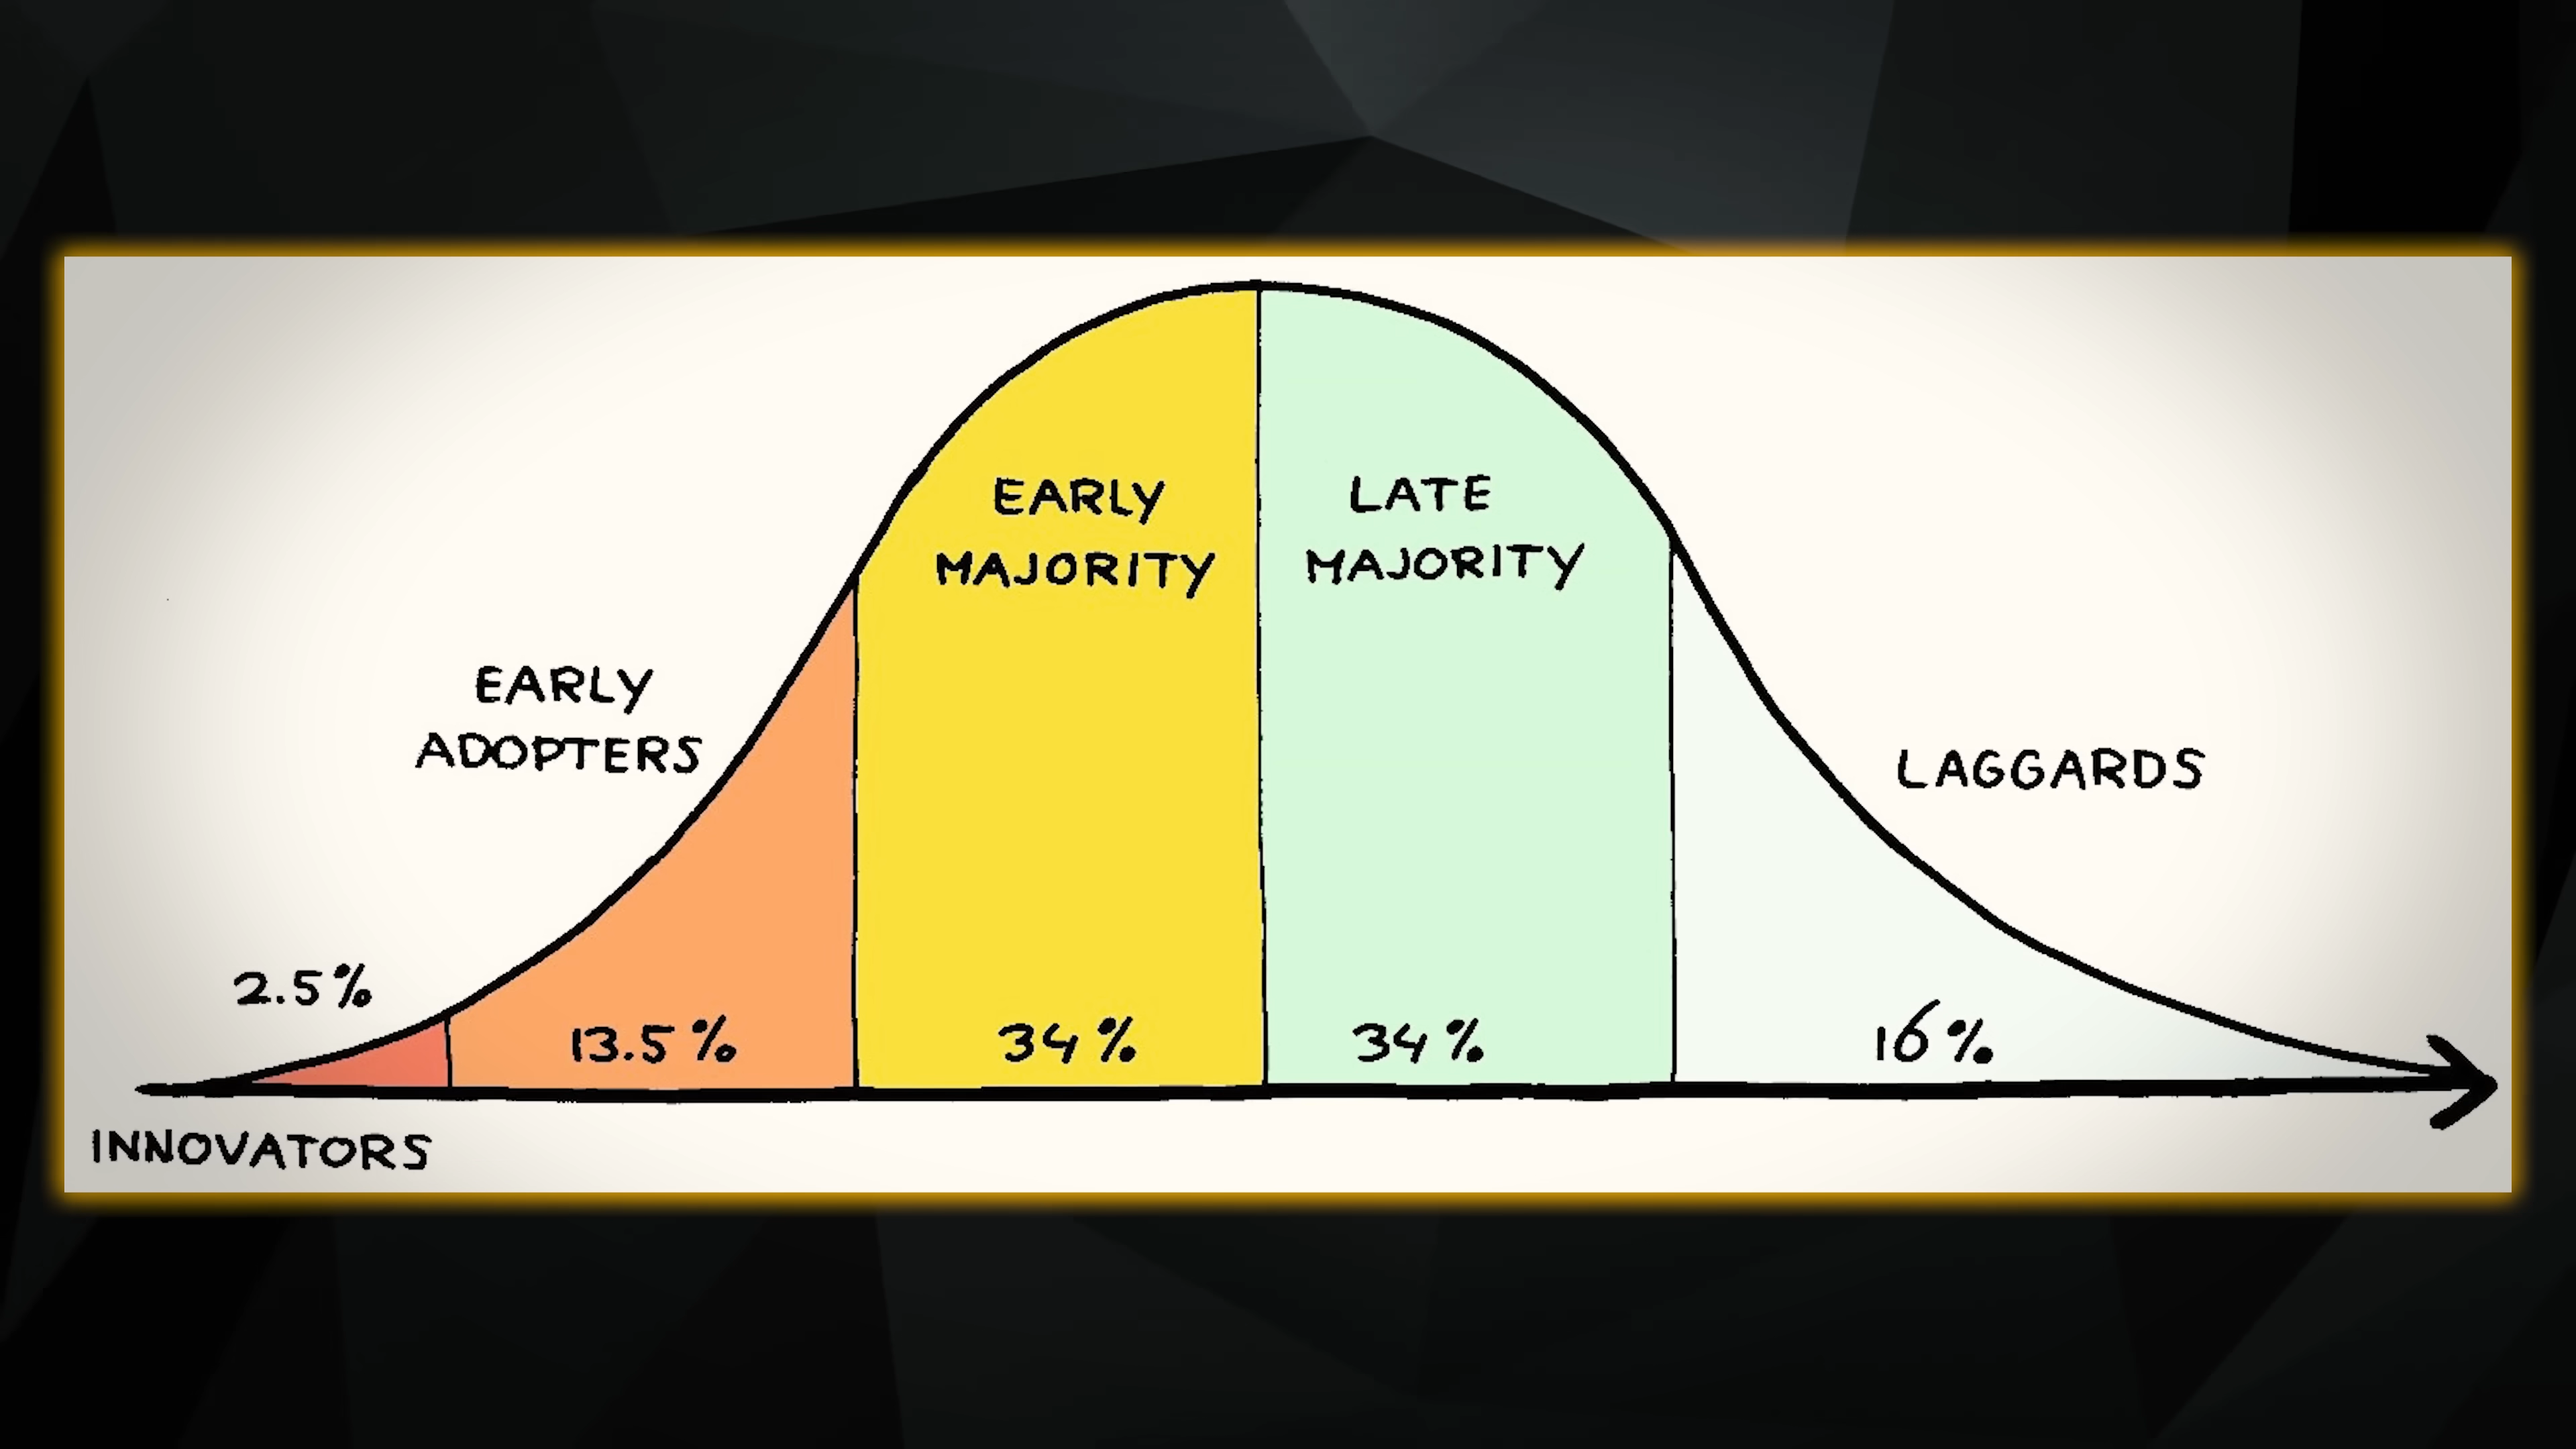 EARLY
MAJORITY
LATE
MAJORITY
EARLY
ADOPTERS
LAGGARDS
2.5%
13.5%
34%
34%
16%
INNOVATORS